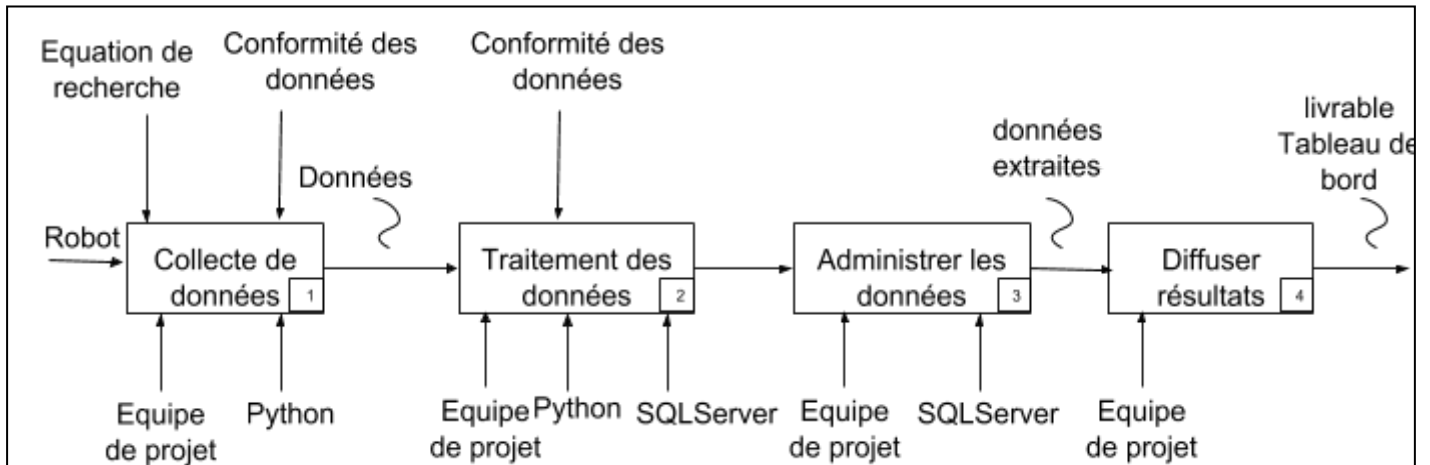 Equation de
recherche
Conformité des
données
Conformité des
données
Données
données
extraites
livrable
Tableau de
bord
Robot
Collecte de
données
1
Traitement des
données
2
Administrer les
données
3
Diffuser
résultats
4
Equipe
de projet
Python
Equipe
de projet
Python
SQLServer
Equipe
de projet
SQLServer
Equipe
de projet